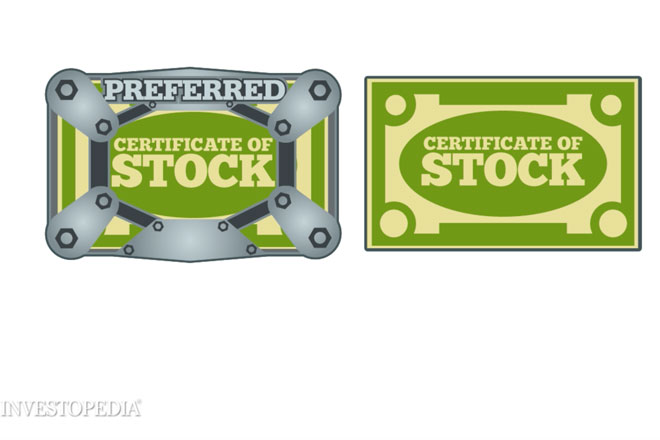 PREFERRED
CERTIFICATE OF
STOCK
CERTIFICATE OF
STOCK
INVESTOPEDIA®